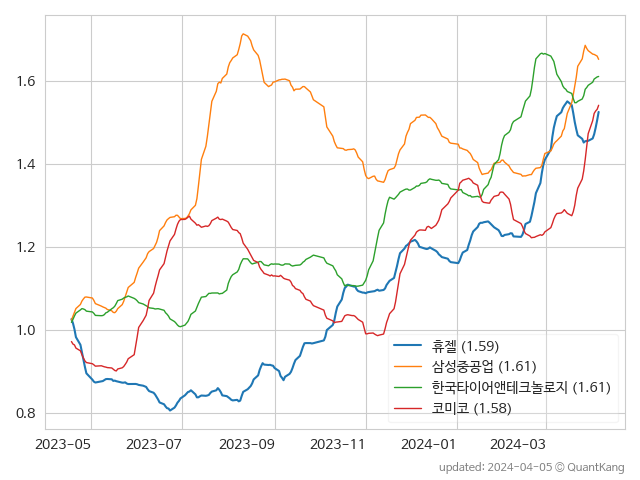 1.6
1.4
1.2
1.0
0.8
휴젤 (1.59)
삼성중공업 (1.61)
한국타이어앤테크놀로지 (1.61)
코미코 (1.58)
2023-05 2023-07 2023-09 2023-11 2024-01 2024-03
updated: 2024-04-05 © QuantKang